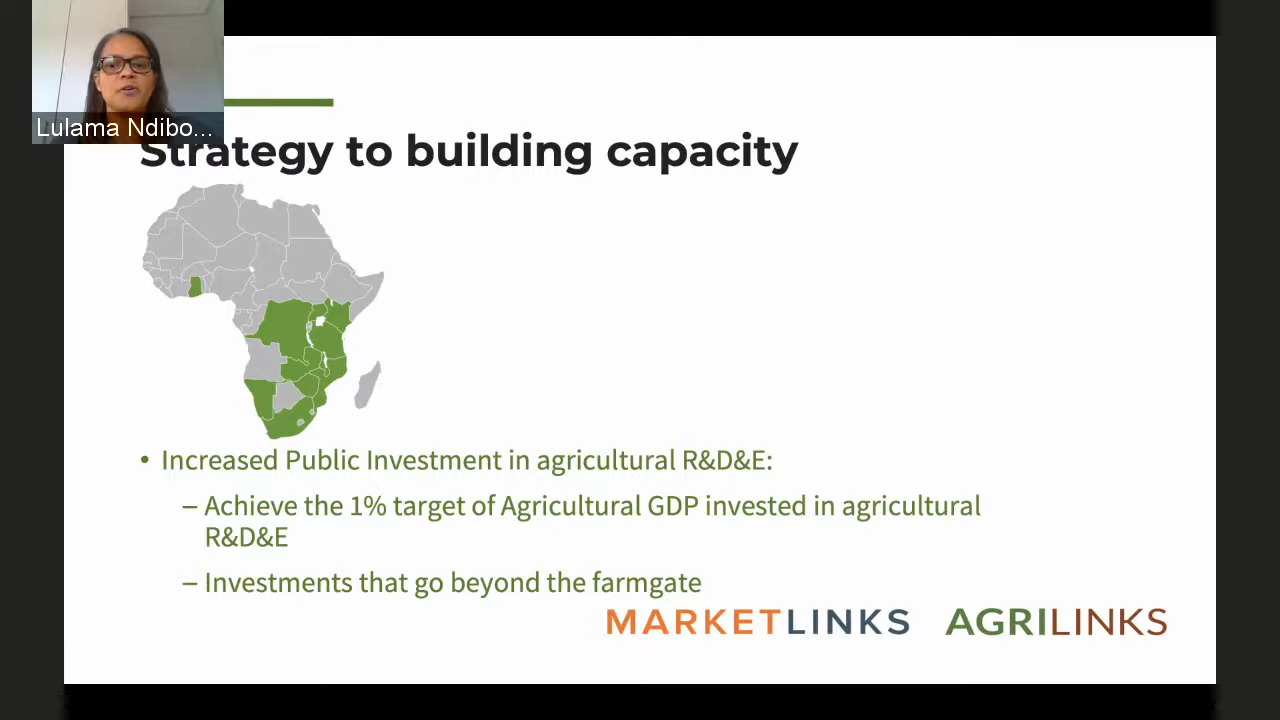 Lulama Ndibo...
Strategy to building capacity
• Increased Public Investment in agricultural R&D&E:
– Achieve the 1% target of Agricultural GDP invested in agricultural
R&D&E
– Investments that go beyond the farmgate
MARKETLINKS AGRILINKS